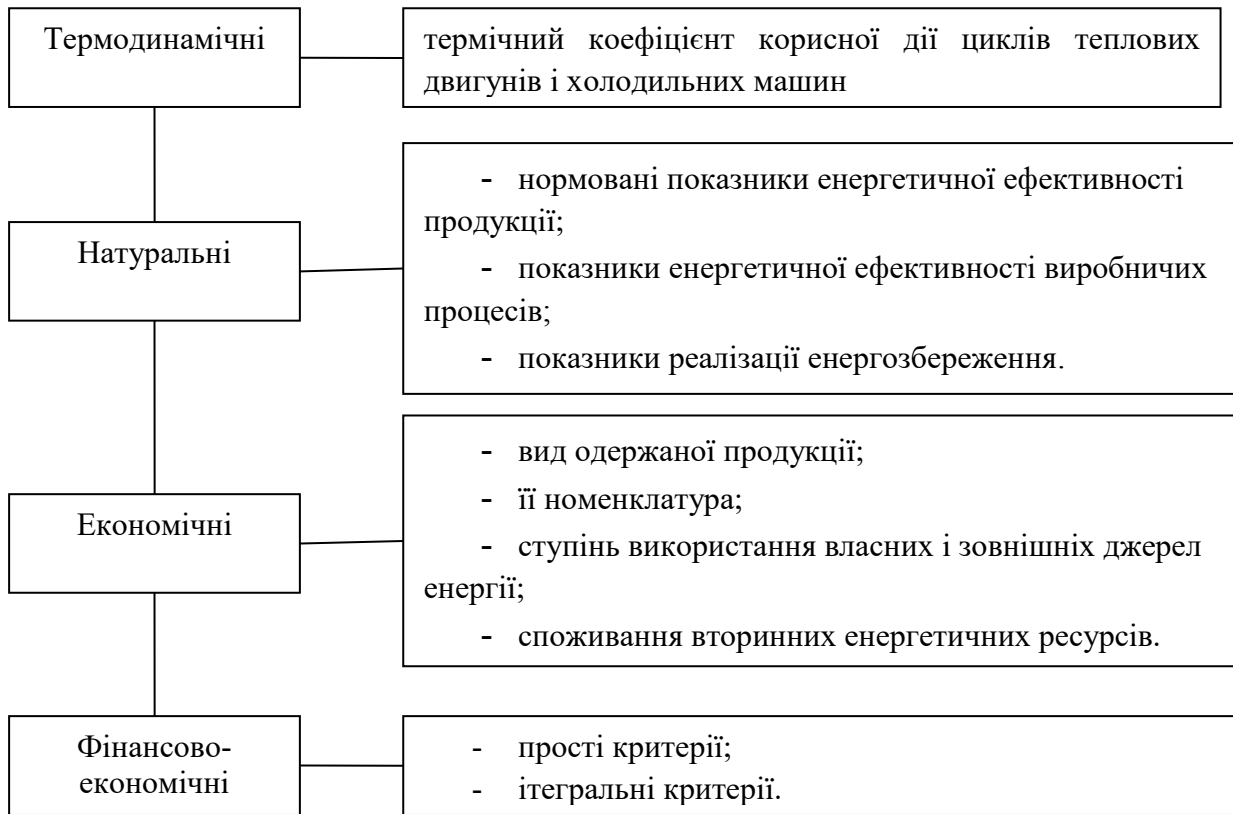 Термодинамічні
термічний коефіцієнт корисної дії циклів теплових
двигунів і холодильних машин
Натуральні
- нормовані показники енергетичної ефективності
продукції;
- показники енергетичної ефективності виробничих
процесів;
- показники реалізації енергозбереження.
Економічні
- вид одержаної продукції;
- її номенклатура;
- ступінь використання власних і зовнішніх джерел
енергії;
- споживання вторинних енергетичних ресурсів.
Фінансово-
економічні
- прості критерії;
- ітегральні критерії.